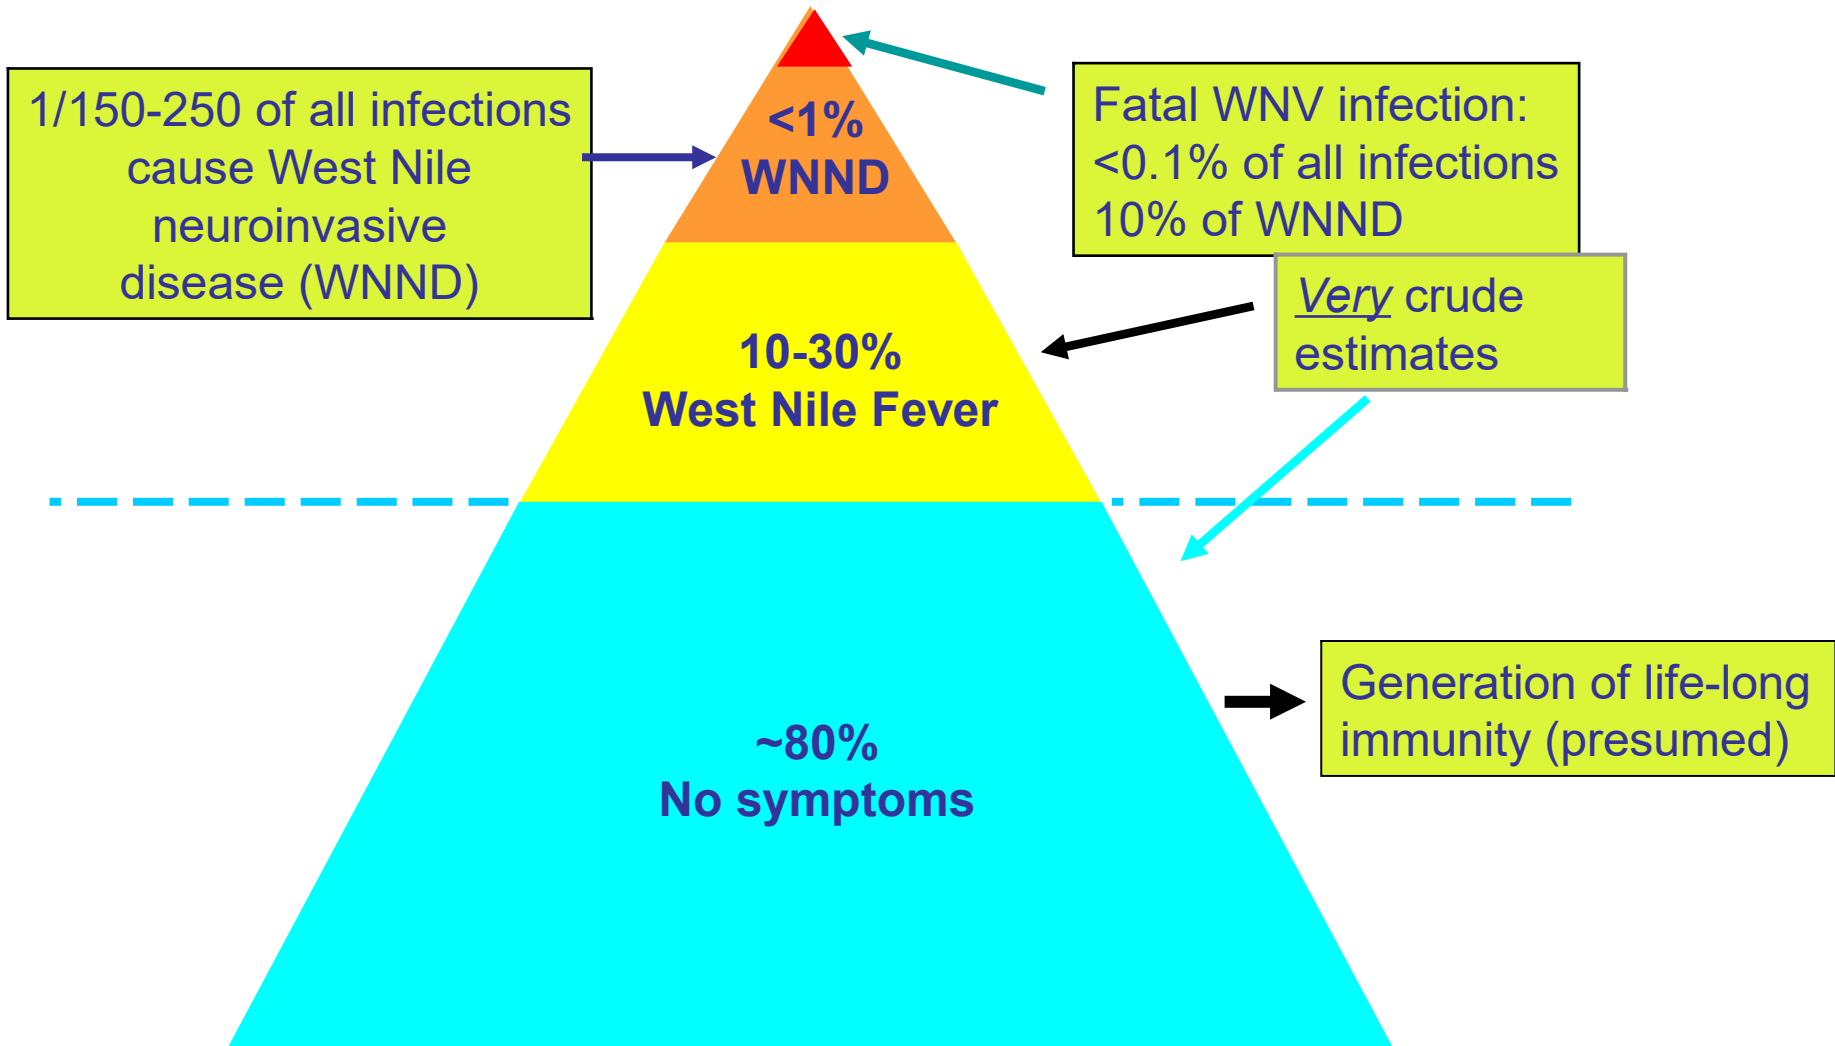 1/150-250 of all infections
cause West Nile
neuroinvasive
disease (WNND)
<1%
WNND
Fatal WNV infection:
<0.1% of all infections
10% of WNND
Very crude
estimates
10-30%
West Nile Fever
Generation of life-long
immunity (presumed)
~80%
No symptoms